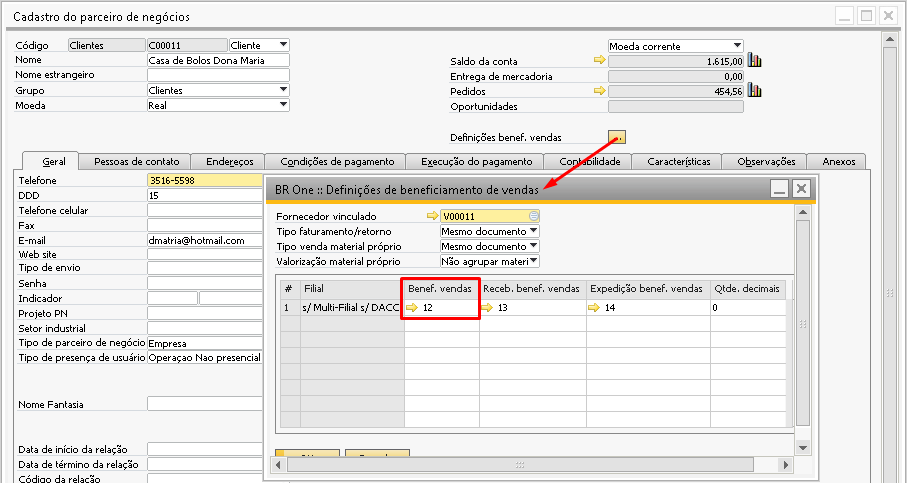 Cadastro do parceiro de negócios
Código Clientes C00011 Cliente
Nome Casa de Bolos Dona Maria
Nome estrangeiro
Grupo Clientes
Moeda Real
Moeda corrente
Saldo da conta 1.615,00
Entrega de mercadoria 0,00
Pedidos 454,56
Oportunidades
Definições benef. vendas ...
Geral Pessoas de contato Endereços Condições de pagamento Execução do pagamento Contabilidade Características Observações Anexos
Telefone 3516-5598
DDD 15
Telefone celular
Fax
E-mail dmatria@hotmail.com
Web site
Tipo de envio
Senha
Indicador
Projeto PN
Setor industrial
Tipo de parceiro de negócio Empresa
Tipo de presença de usuário Operaçao Nao presencial
Nome Fantasia
Data de início da relação
Data de término da relação
Código da relação
BR One :: Definições de beneficiamento de vendas
Fornecedor vinculado V00011
Tipo faturamento/retorno Mesmo documento
Tipo venda material próprio Mesmo documento
Valorização material próprio Não agrupar materi
# Filial Benef. vendas Receb. benef. vendas Expedição benef. vendas Qtde. decimais
1 s/ Multi-Filial s/ DACC 12 13 14 0